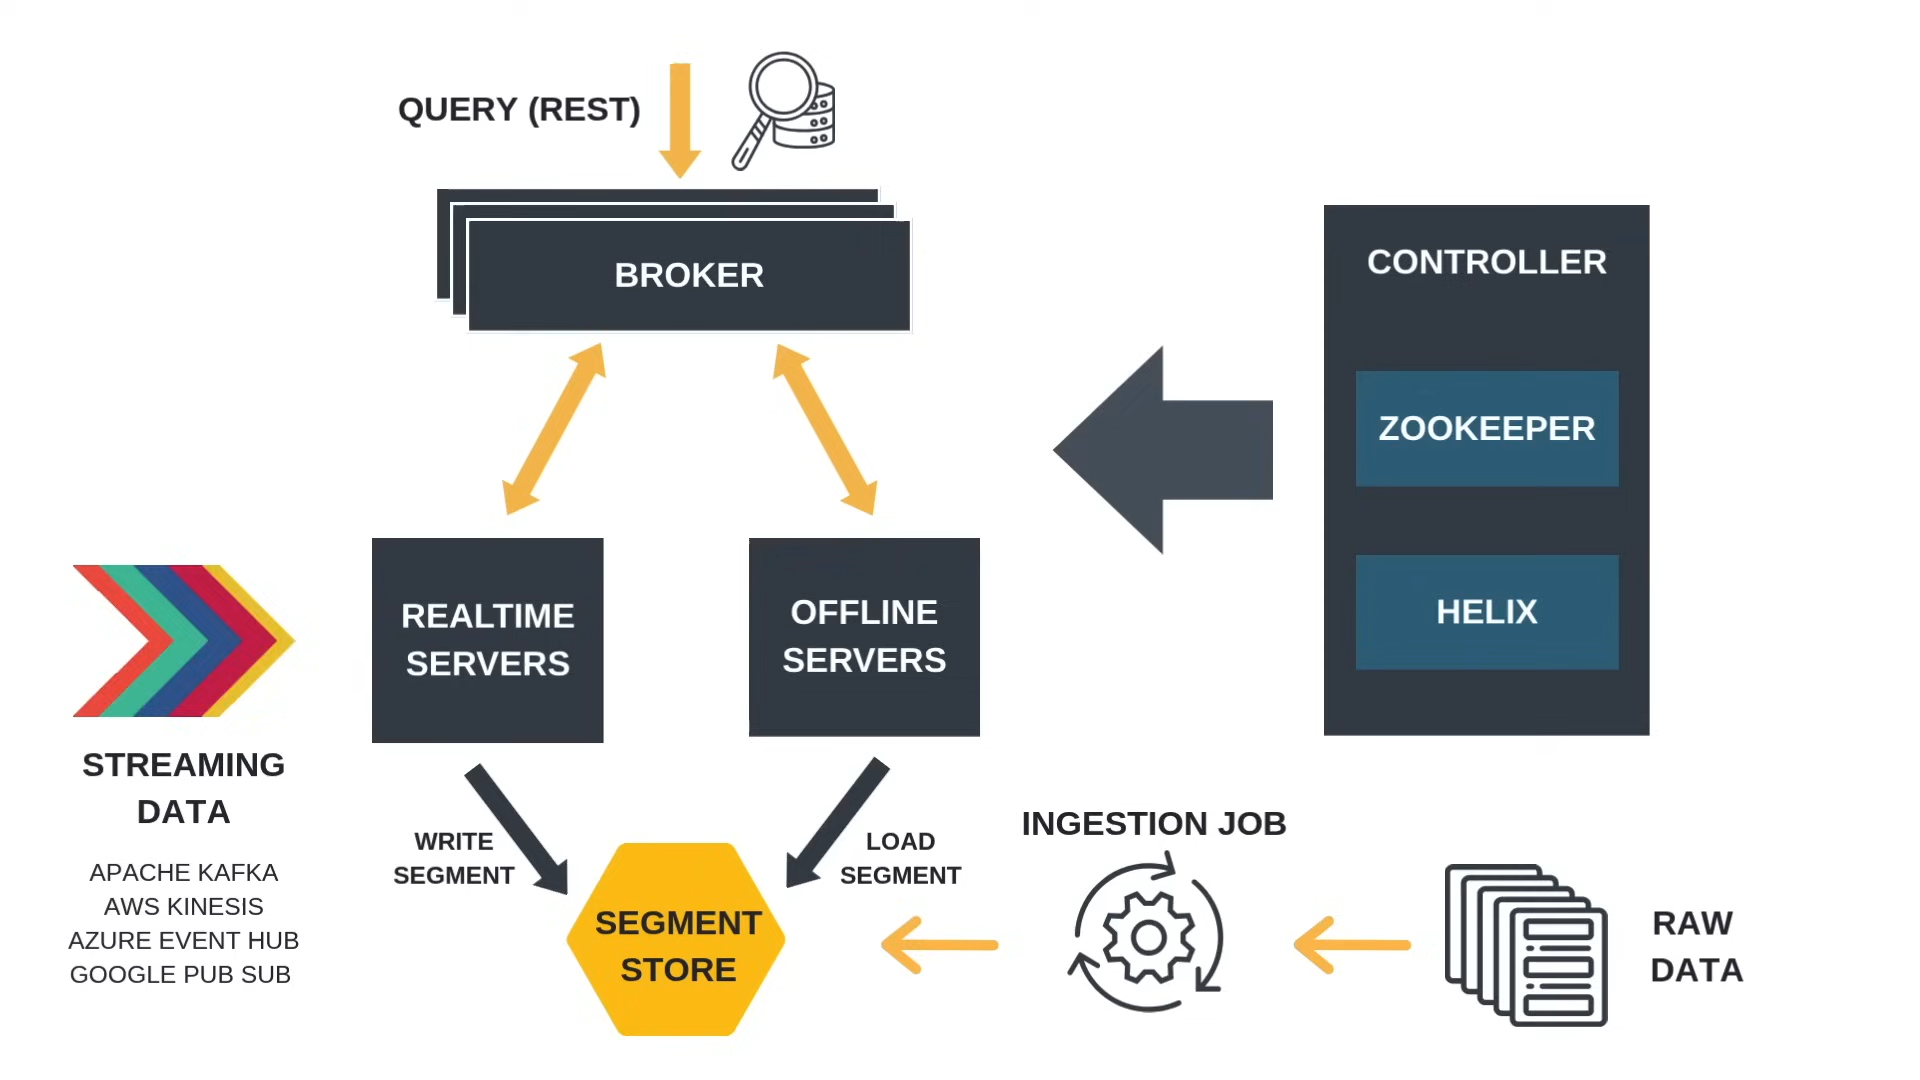 QUERY (REST)
BROKER
CONTROLLER
ZOOKEEPER
HELIX
REALTIME
SERVERS
OFFLINE
SERVERS
STREAMING
DATA
APACHE KAFKA
AWS KINESIS
AZURE EVENT HUB
GOOGLE PUB SUB
WRITE
SEGMENT
LOAD
SEGMENT
SEGMENT
STORE
INGESTION JOB
RAW
DATA